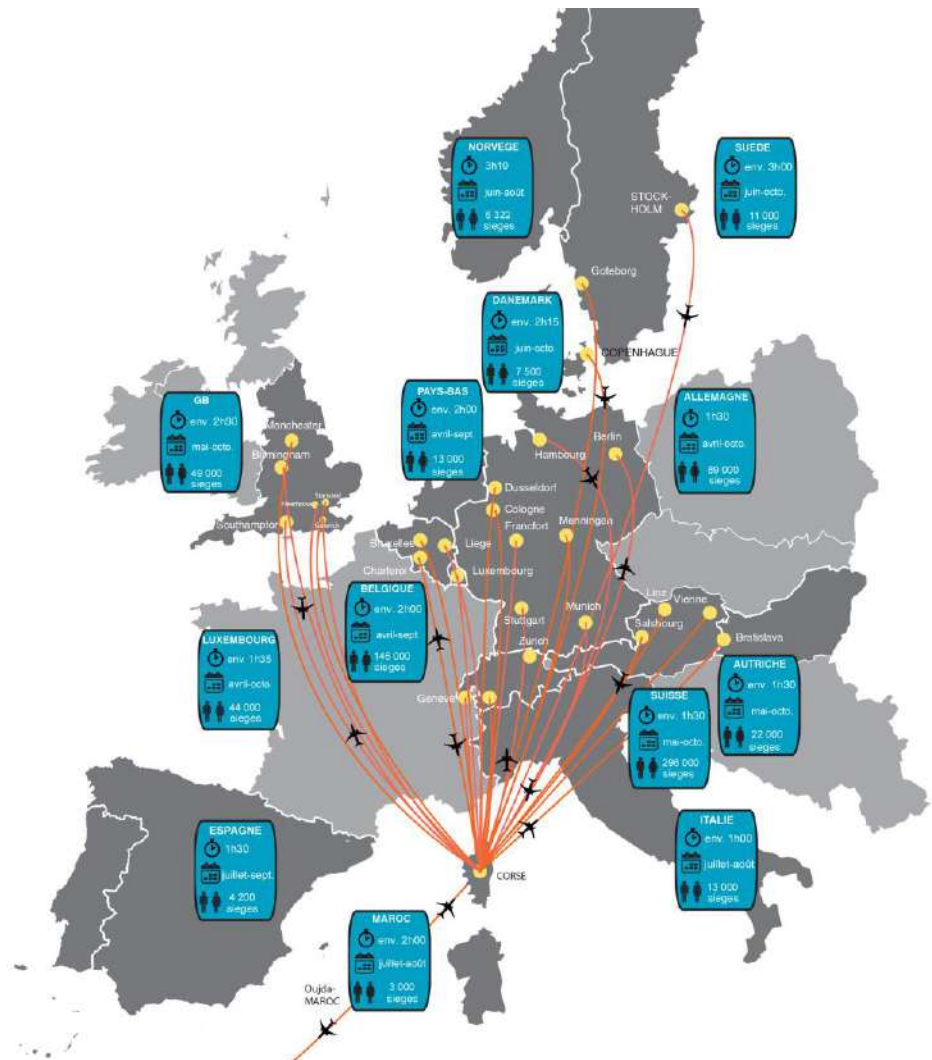 NORVEGE
3h10
juin-août
6 322
sieges
SUEDE
env. 3h00
juin-octo.
11 000
sieges
STOCK-
HOLM
Goteborg
DANEMARK
env. 2h15
juin-octo
7 500
sieges
COPENHAGUE
GB
env. 2h30
mai-octo.
49 000
sieges
Manchester
Birmingham
Southampton
PAYS-BAS
env. 2h00
avril-sept
13 000
sieges
ALLEMAGNE
1h30
avril-octo.
89 000
sieges
Berlin
Hambourg
Dusseldorf
Cologne
Francfort
Menningen
Bruxelles
Liege
Charleroi
Luxembourg
BELGIQUE
env. 2h00
avril-sept
146 000
sieges
Stuttgart
Munich
Linz
Vienne
Salsbourg
Bratislava
Zurich
Geneve
LUXEMBOURG
env. 1h35
avril-octo.
44 000
sieges
SUISSE
env. 1h30
mai-octo.
296 000
sieges
AUTRICHE
env. 1h30
mai-octo.
22 000
sieges
ESPAGNE
1h30
juillet-sept.
4 200
sieges
ITALIE
env. 1h00
juillet-août
13 000
sieges
CORSE
MAROC
env. 2h00
juillet-août
3 000
sieges
Oujda-
MAROC